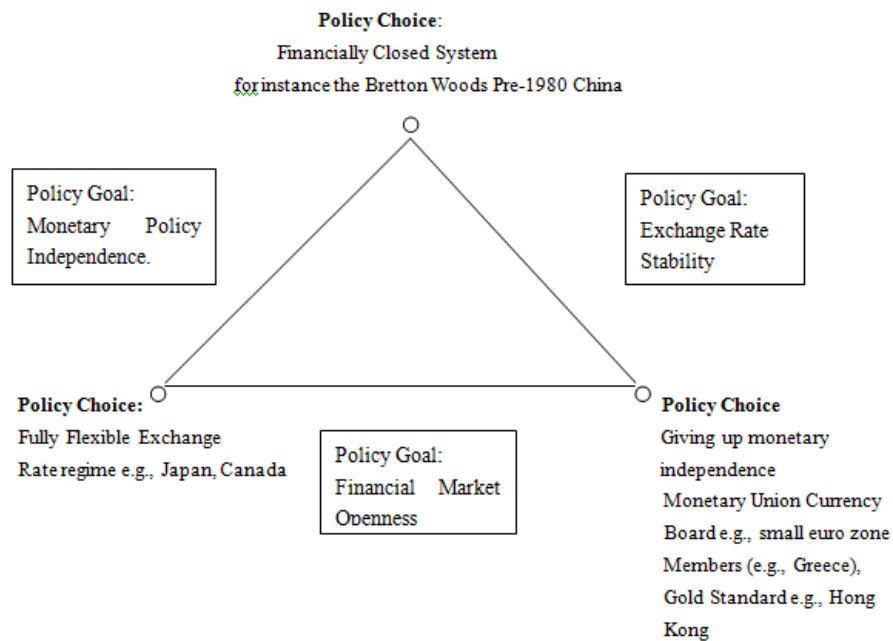 Policy Choice:
Financially Closed System
for instance the Bretton Woods Pre-1980 China
Policy Goal:
Monetary Policy
Independence.
Policy Goal:
Exchange Rate
Stability
Policy Choice:
Fully Flexible Exchange
Rate regime e.g., Japan, Canada
Policy Goal:
Financial Market
Openness
Policy Choice
Giving up monetary
independence
Monetary Union Currency
Board e.g., small euro zone
Members (e.g., Greece),
Gold Standard e.g., Hong
Kong